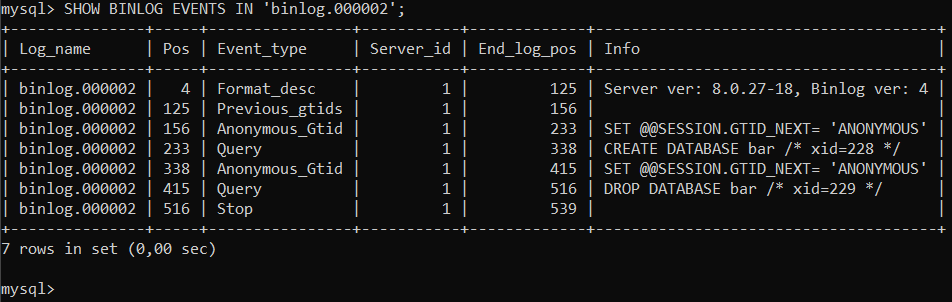 mysql> SHOW BINLOG EVENTS IN 'binlog.000002';
+---------------+-----+----------------+-----------+-------------+-----------------------------------+
| Log_name      | Pos | Event_type     | Server_id | End_log_pos | Info                              |
+---------------+-----+----------------+-----------+-------------+-----------------------------------+
| binlog.000002 |   4 | Format_desc    |         1 |         125 | Server ver: 8.0.27-18, Binlog ver: 4 |
| binlog.000002 | 125 | Previous_gtids |         1 |         156 |                                   |
| binlog.000002 | 156 | Anonymous_Gtid |         1 |         233 | SET @@SESSION.GTID_NEXT= 'ANONYMOUS' |
| binlog.000002 | 233 | Query          |         1 |         338 | CREATE DATABASE bar /* xid=228 */ |
| binlog.000002 | 338 | Anonymous_Gtid |         1 |         415 | SET @@SESSION.GTID_NEXT= 'ANONYMOUS' |
| binlog.000002 | 415 | Query          |         1 |         516 | DROP DATABASE bar /* xid=229 */   |
| binlog.000002 | 516 | Stop           |         1 |         539 |                                   |
+---------------+-----+----------------+-----------+-------------+-----------------------------------+
7 rows in set (0,00 sec)
mysql>